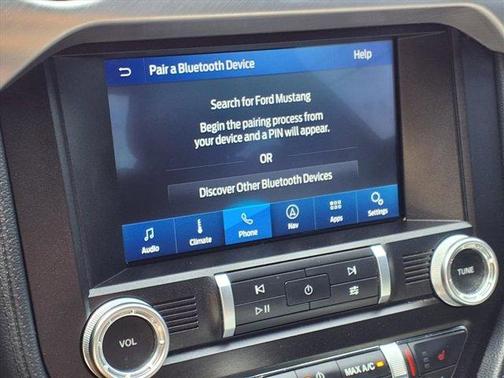 Pair a Bluetooth Device
Help
Search for Ford Mustang
Begin the pairing process from
your device and a PIN will appear.
OR
Discover Other Bluetooth Devices
Audio
Climate
Phone
Nav
Apps
Settings
VOL
TUNE
MAX A/C